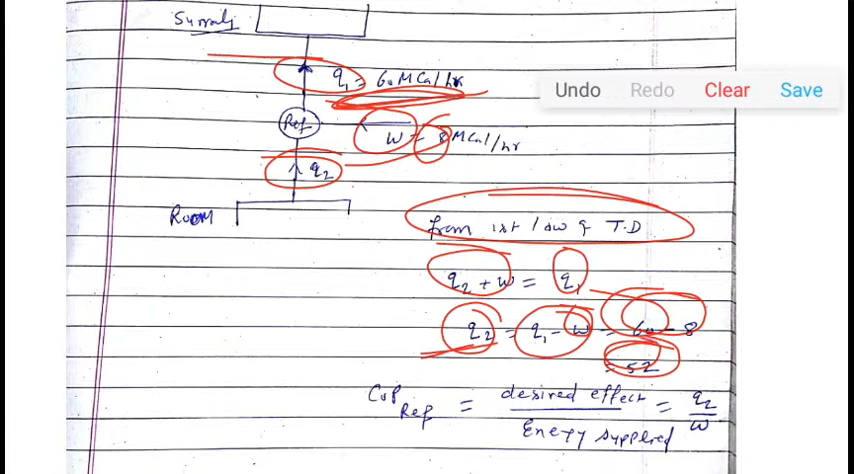 Undo Redo Clear Save
q₁ = 60 MCal/hr
Ref
w = 8 MCal/hr
q₂
ROOM
from 1st law of T.D
q₂ + w = q₁
q₂ = q₁ - w = 60 - 8
= 52
COP Ref = desired effect / Energy supplied = q₂ / w